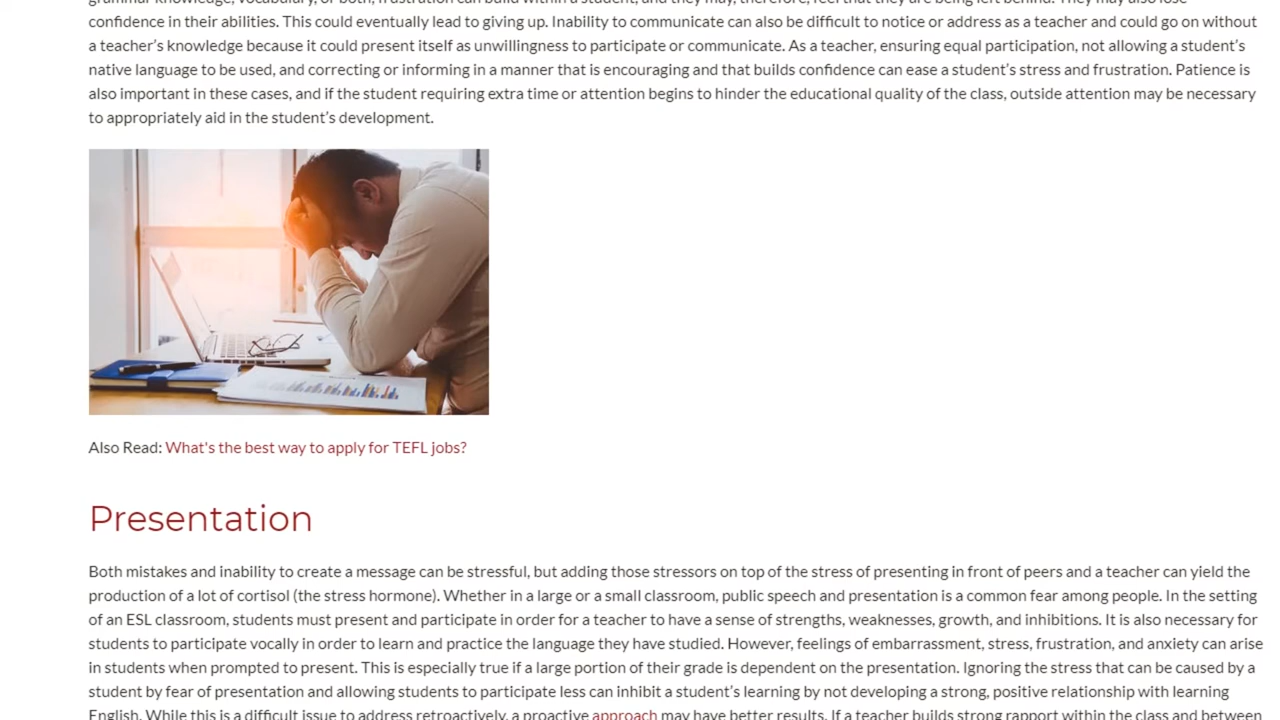 grammar knowledge, vocabulary, or both, frustration can build within a student, and they may, therefore, feel that they are being left behind. They may also lose
confidence in their abilities. This could eventually lead to giving up. Inability to communicate can also be difficult to notice or address as a teacher and could go on without
a teacher’s knowledge because it could present itself as unwillingness to participate or communicate. As a teacher, ensuring equal participation, not allowing a student’s
native language to be used, and correcting or informing in a manner that is encouraging and that builds confidence can ease a student’s stress and frustration. Patience is
also important in these cases, and if the student requiring extra time or attention begins to hinder the educational quality of the class, outside attention may be necessary
to appropriately aid in the student’s development.
Also Read: What's the best way to apply for TEFL jobs?
Presentation
Both mistakes and inability to create a message can be stressful, but adding those stressors on top of the stress of presenting in front of peers and a teacher can yield the
production of a lot of cortisol (the stress hormone). Whether in a large or a small classroom, public speech and presentation is a common fear among people. In the setting
of an ESL classroom, students must present and participate in order for a teacher to have a sense of strengths, weaknesses, growth, and inhibitions. It is also necessary for
students to participate vocally in order to learn and practice the language they have studied. However, feelings of embarrassment, stress, frustration, and anxiety can arise
in students when prompted to present. This is especially true if a large portion of their grade is dependent on the presentation. Ignoring the stress that can be caused by a
student by fear of presentation and allowing students to participate less can inhibit a student’s learning by not developing a strong, positive relationship with learning
English. While this is a difficult issue to address retroactively, a proactive approach may have better results. If a teacher builds strong rapport within the class and between